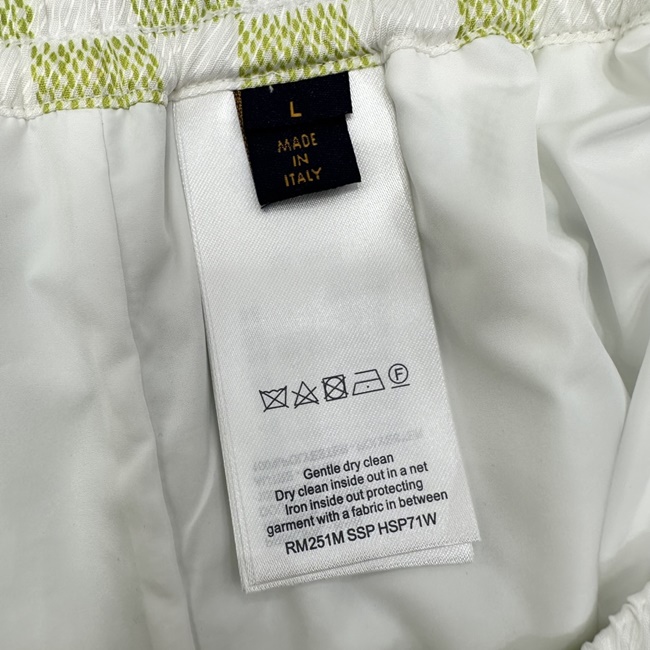 L
MADE
IN
ITALY
F
Gentle dry clean
Dry clean inside out in a net
Iron inside out protecting
garment with a fabric in between
RM251M SSP HSP71W